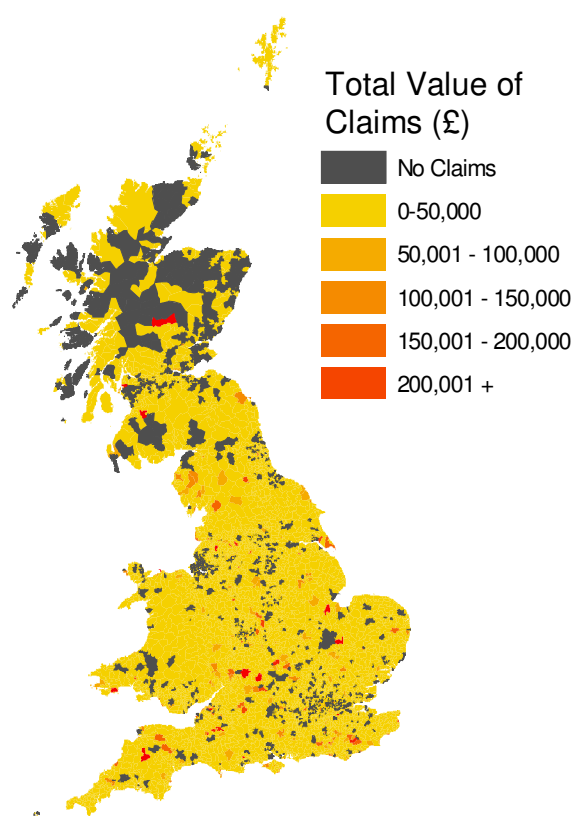 Total Value of
Claims (£)
No Claims
0-50,000
50,001 - 100,000
100,001 - 150,000
150,001 - 200,000
200,001 +